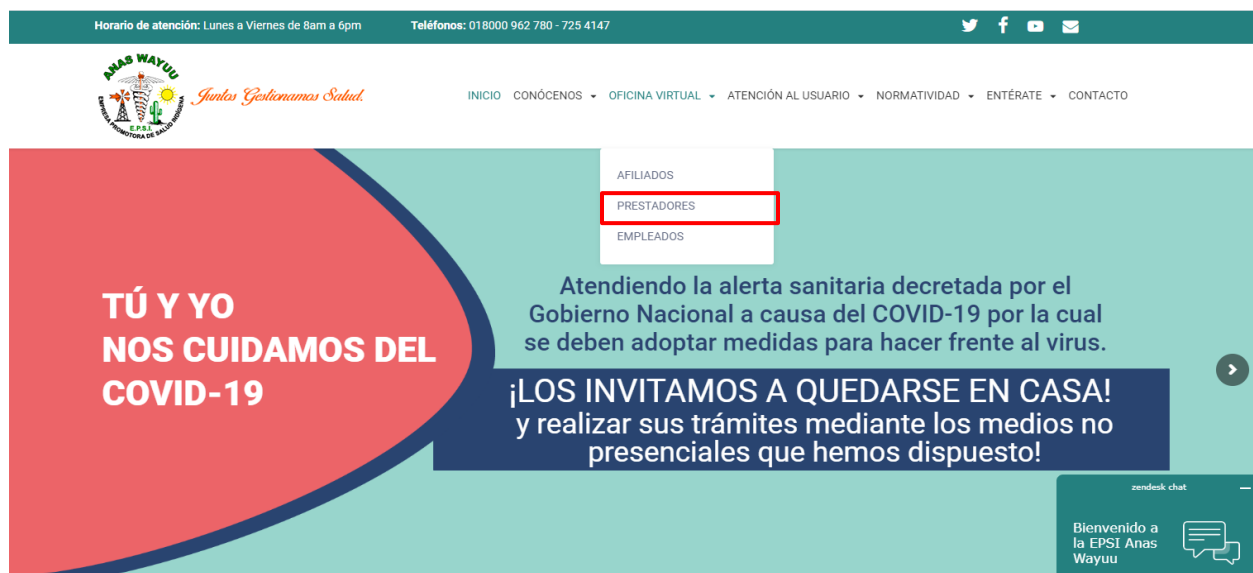 Horario de atención: Lunes a Viernes de 8am a 6pm
Teléfonos: 018000 962 780 - 725 4147
ANAS WAYUU
EMPRESA PROMOTORA DE SALUD INDÍGENA
E.P.S.I.
Juntos Gestionamos Salud.
INICIO CONÓCENOS OFICINA VIRTUAL ATENCIÓN AL USUARIO NORMATIVIDAD ENTÉRATE CONTACTO
AFILIADOS
PRESTADORES
EMPLEADOS
TÚ Y YO
NOS CUIDAMOS DEL
COVID-19
Atendiendo la alerta sanitaria decretada por el
Gobierno Nacional a causa del COVID-19 por la cual
se deben adoptar medidas para hacer frente al virus.
¡LOS INVITAMOS A QUEDARSE EN CASA!
y realizar sus trámites mediante los medios no
presenciales que hemos dispuesto!
zendesk chat
Bienvenido a
la EPSI Anas
Wayuu